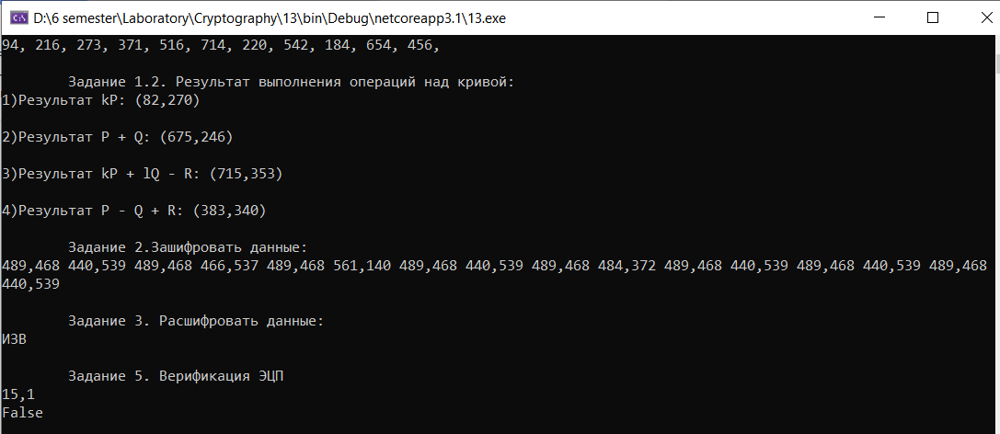 D:\6 semester\Laboratory\Cryptography\13\bin\Debug\netcoreapp3.1\13.exe
94, 216, 273, 371, 516, 714, 220, 542, 184, 654, 456,
Задание 1.2. Результат выполнения операций над кривой:
1)Результат kP: (82,270)
2)Результат P + Q: (675,246)
3)Результат kP + lQ - R: (715,353)
4)Результат P - Q + R: (383,340)
Задание 2.Зашифровать данные:
489,468 440,539 489,468 466,537 489,468 561,140 489,468 440,539 489,468 484,372 489,468 440,539 489,468 440,539 489,468
440,539
Задание 3. Расшифровать данные:
ИЗВ
Задание 5. Верификация ЭЦП
15,1
False